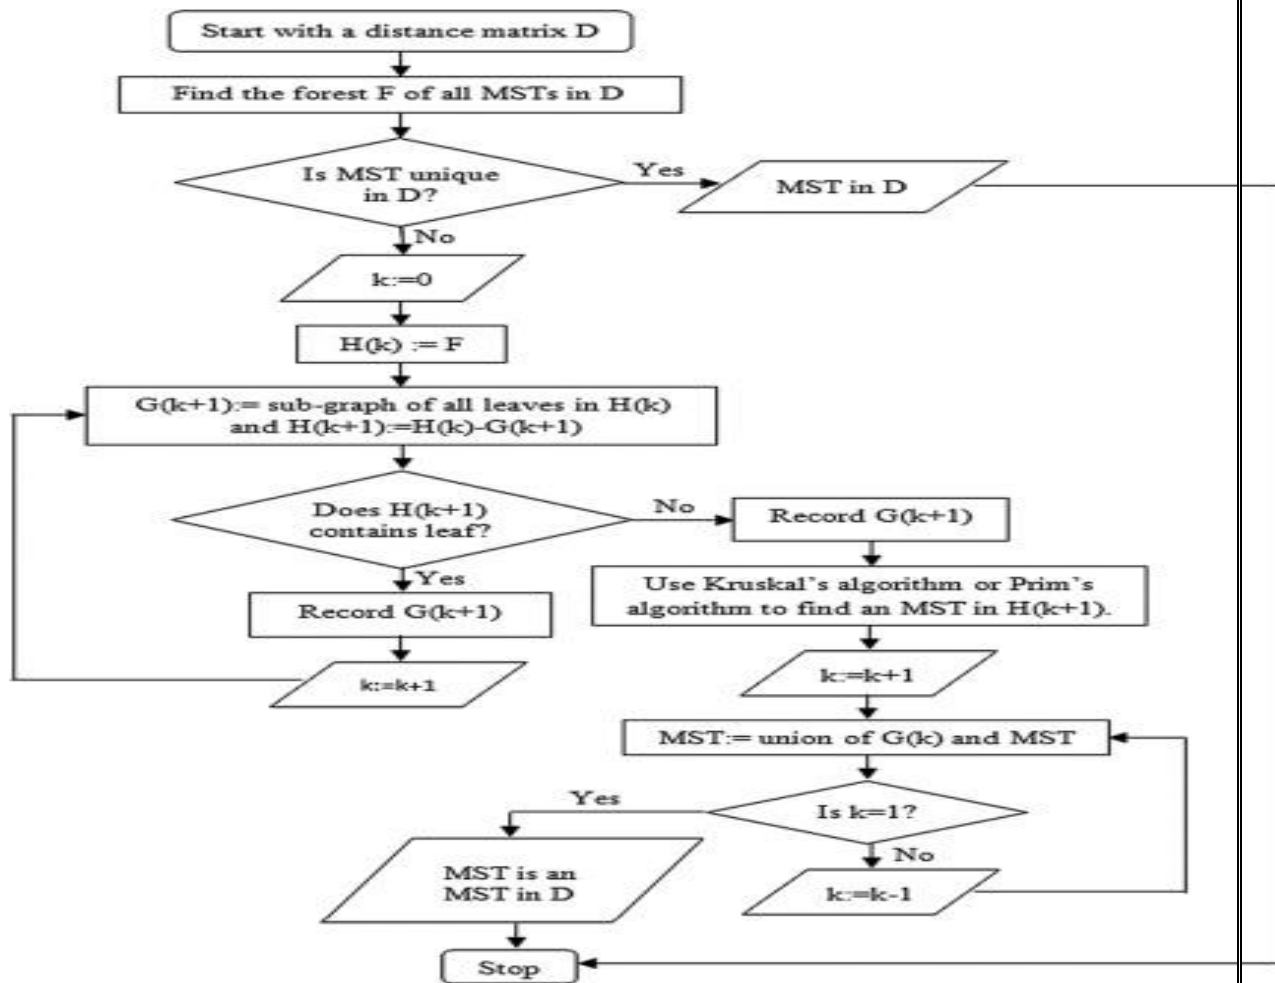 Start with a distance matrix D
Find the forest F of all MSTs in D
Is MST unique
in D?
Yes
MST in D
No
k:=0
H(k) := F
G(k+1):= sub-graph of all leaves in H(k)
and H(k+1):=H(k)-G(k+1)
Does H(k+1)
contains leaf?
No
Record G(k+1)
Yes
Record G(k+1)
k:=k+1
Use Kruskal's algorithm or Prim's
algorithm to find an MST in H(k+1).
k:=k+1
MST:= union of G(k) and MST
Is k=1?
Yes
No
MST is an
MST in D
k:=k-1
Stop